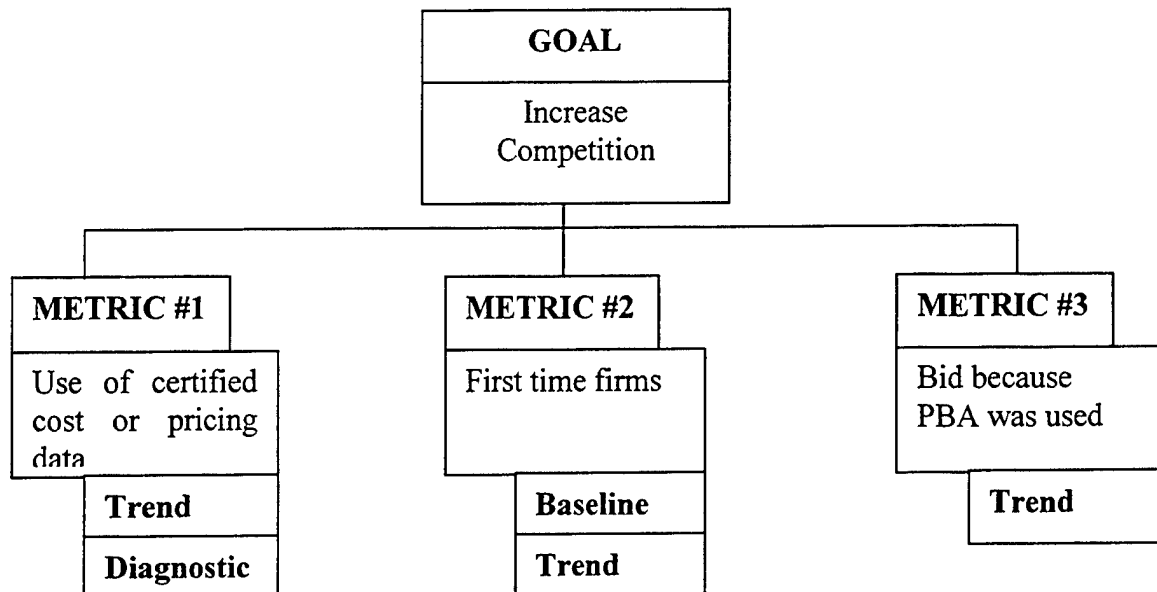 GOAL
Increase
Competition
METRIC #1
Use of certified
cost or pricing
data
Trend
Diagnostic
METRIC #2
First time firms
Baseline
Trend
METRIC #3
Bid because
PBA was used
Trend